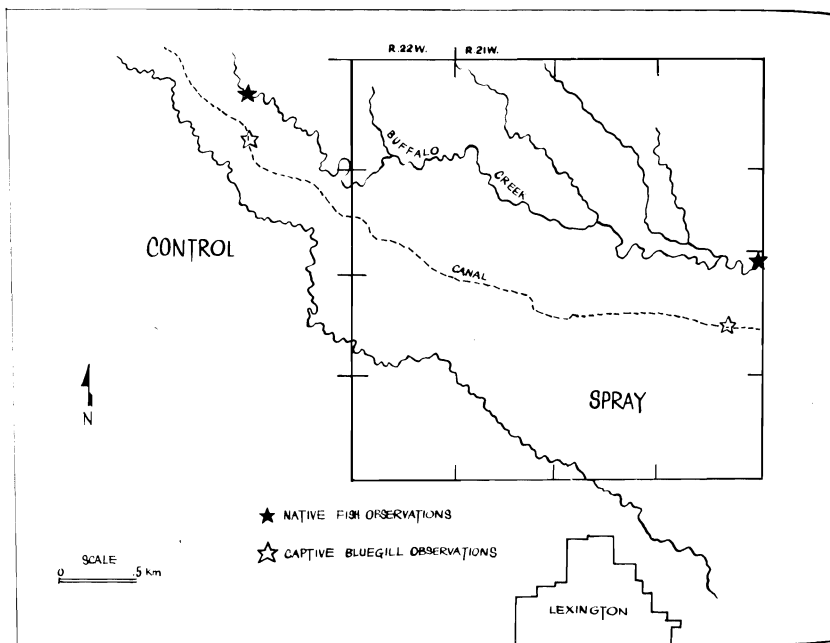 R.22W. R.21W.
BUFFALO
CREEK
CONTROL
CANAL
N
SPRAY
NATIVE FISH OBSERVATIONS
CAPTIVE BLUEGILL OBSERVATIONS
SCALE
0 .5 km
LEXINGTON